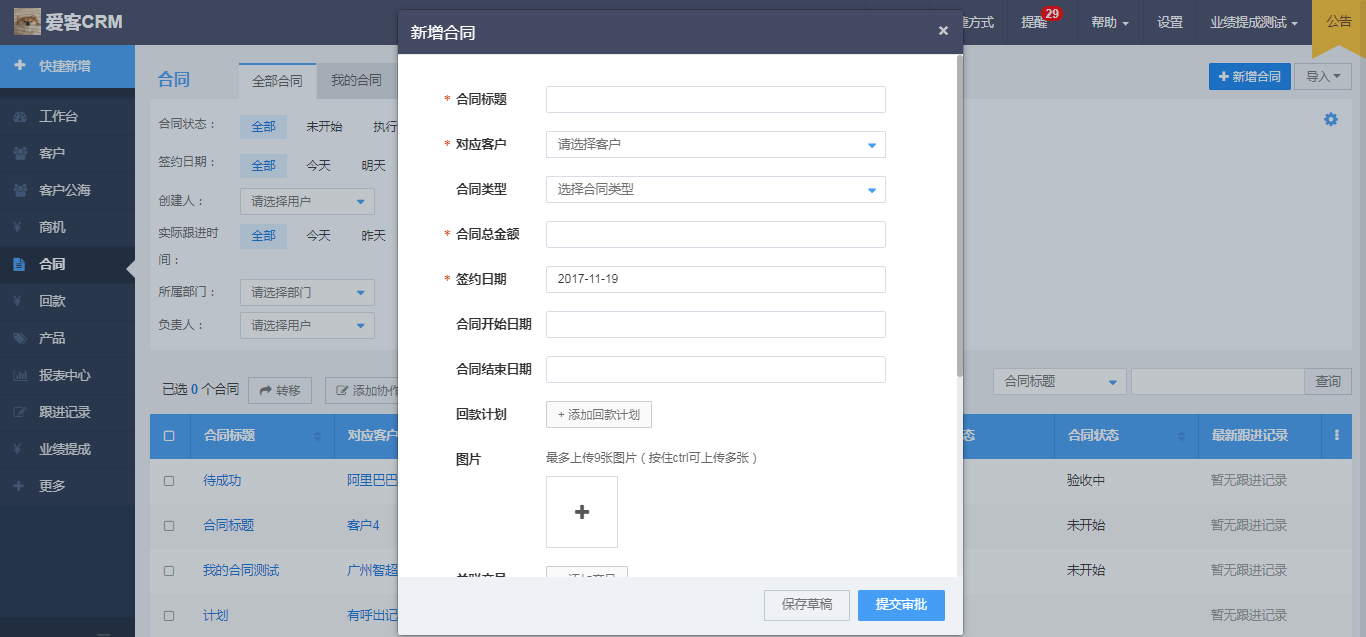 爱客CRM
提醒 29
帮助
设置
业绩提成测试
公告
快捷新增
工作台
客户
客户公海
商机
合同
回款
产品
报表中心
跟进记录
业绩提成
更多
合同
全部合同
我的合同
+ 新增合同
导入
合同状态：
全部 未开始 执行
签约日期：
全部 今天 明天
创建人：
请选择用户
实际跟进时间：
全部 今天 昨天
所属部门：
请选择部门
负责人：
请选择用户
已选 0 个合同
转移
添加协作
合同标题
查询
合同标题 对应客户 态 合同状态 最新跟进记录
待成功 阿里巴巴 验收中 暂无跟进记录
合同标题 客户4 未开始 暂无跟进记录
我的合同测试 广州智超 未开始 暂无跟进记录
计划 有呼出记 暂无跟进记录
新增合同 ×
* 合同标题
* 对应客户 请选择客户
合同类型 选择合同类型
* 合同总金额
* 签约日期 2017-11-19
合同开始日期
合同结束日期
回款计划 + 添加回款计划
图片 最多上传9张图片（按住ctrl可上传多张）
保存草稿 提交审批